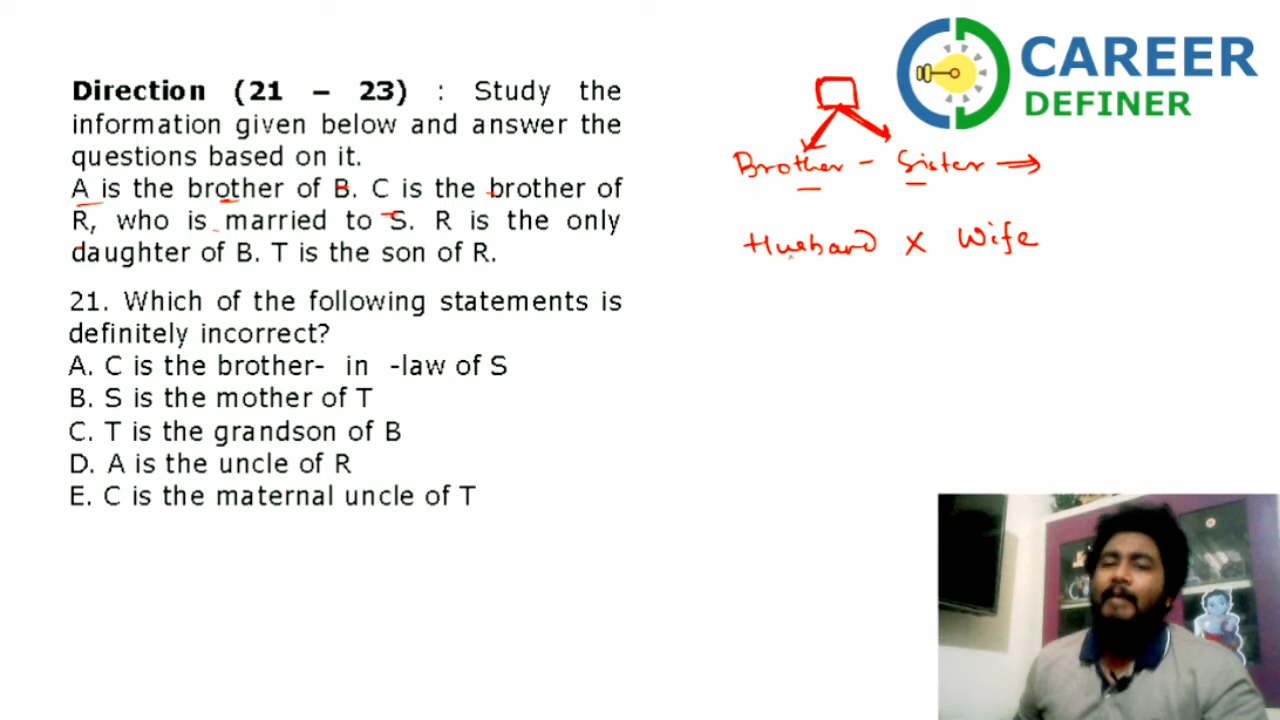 CAREER
DEFINER
Direction (21 – 23) : Study the
information given below and answer the
questions based on it.
A is the brother of B. C is the brother of
R, who is married to S. R is the only
daughter of B. T is the son of R.
21. Which of the following statements is
definitely incorrect?
A. C is the brother- in -law of S
B. S is the mother of T
C. T is the grandson of B
D. A is the uncle of R
E. C is the maternal uncle of T
Brother - Sister ⇒
Husband X Wife